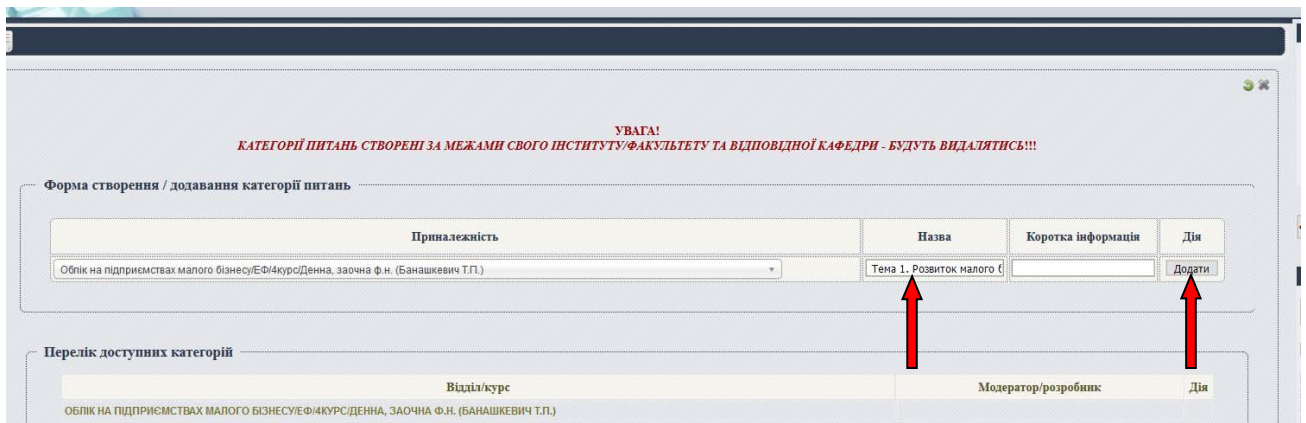 УВАГА!
КАТЕГОРІЇ ПИТАНЬ СТВОРЕНІ ЗА МЕЖАМИ СВОГО ІНСТИТУТУ/ФАКУЛЬТЕТУ ТА ВІДПОВІДНОЇ КАФЕДРИ - БУДУТЬ ВИДАЛЯТИСЬ!!!
Форма створення / додавання категорії питань
Приналежність Назва Коротка інформація Дія
Облік на підприємствах малого бізнесу/ЕФ/4курс/Денна, заочна ф.н. (Банашкевич Т.П.) Тема 1. Розвиток малого б Додати
Перелік доступних категорій
Відділ/курс Модератор/розробник Дія
ОБЛІК НА ПІДПРИЄМСТВАХ МАЛОГО БІЗНЕСУ/ЕФ/4КУРС/ДЕННА, ЗАОЧНА Ф.Н. (БАНАШКЕВИЧ Т.П.)